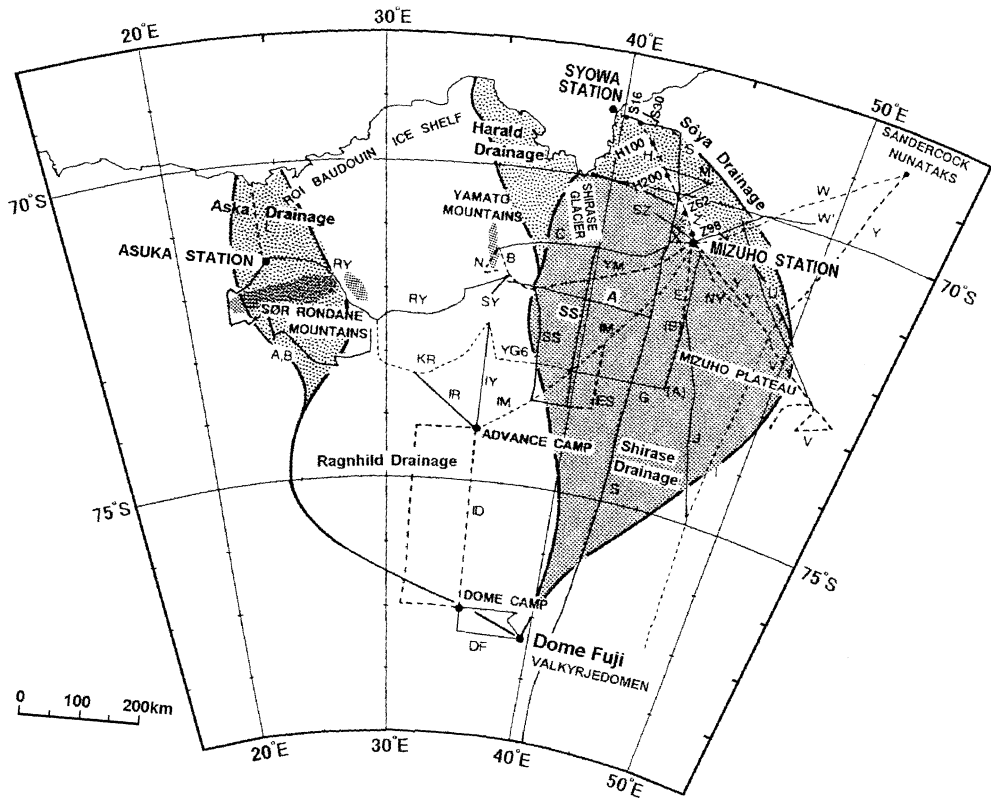 20°E
30°E
40°E
50°E
SYOWA
STATION
S16
S30
SANDERCOCK
NUNATAKS
Sôya Drainage
ROI BAUDOUIN ICE SHELF
Harald
Drainage
H100
H
S
M
H200
W
W'
70°S
Aska Drainage
YAMATO
MOUNTAINS
SHIRASE
GLACIER
SZ
Z62
Z98
Y
ASUKA STATION
RY
N
B
C
YM
MIZUHO STATION
70°S
RY
SY
A
E
NY
Y
Y
SØR RONDANE
MOUNTAINS
SS
SS
IM
[B]
A,B
KR
YG6
MIZUHO PLATEAU
IR
IY
IM
ES
G
[A]
V
ADVANCE CAMP
J
Ragnhild Drainage
Shirase
Drainage
S
75°S
ID
75°S
DOME CAMP
DF
Dome Fuji
VALKYRJEDOMEN
0 100 200km
20°E
30°E
40°E
50°E